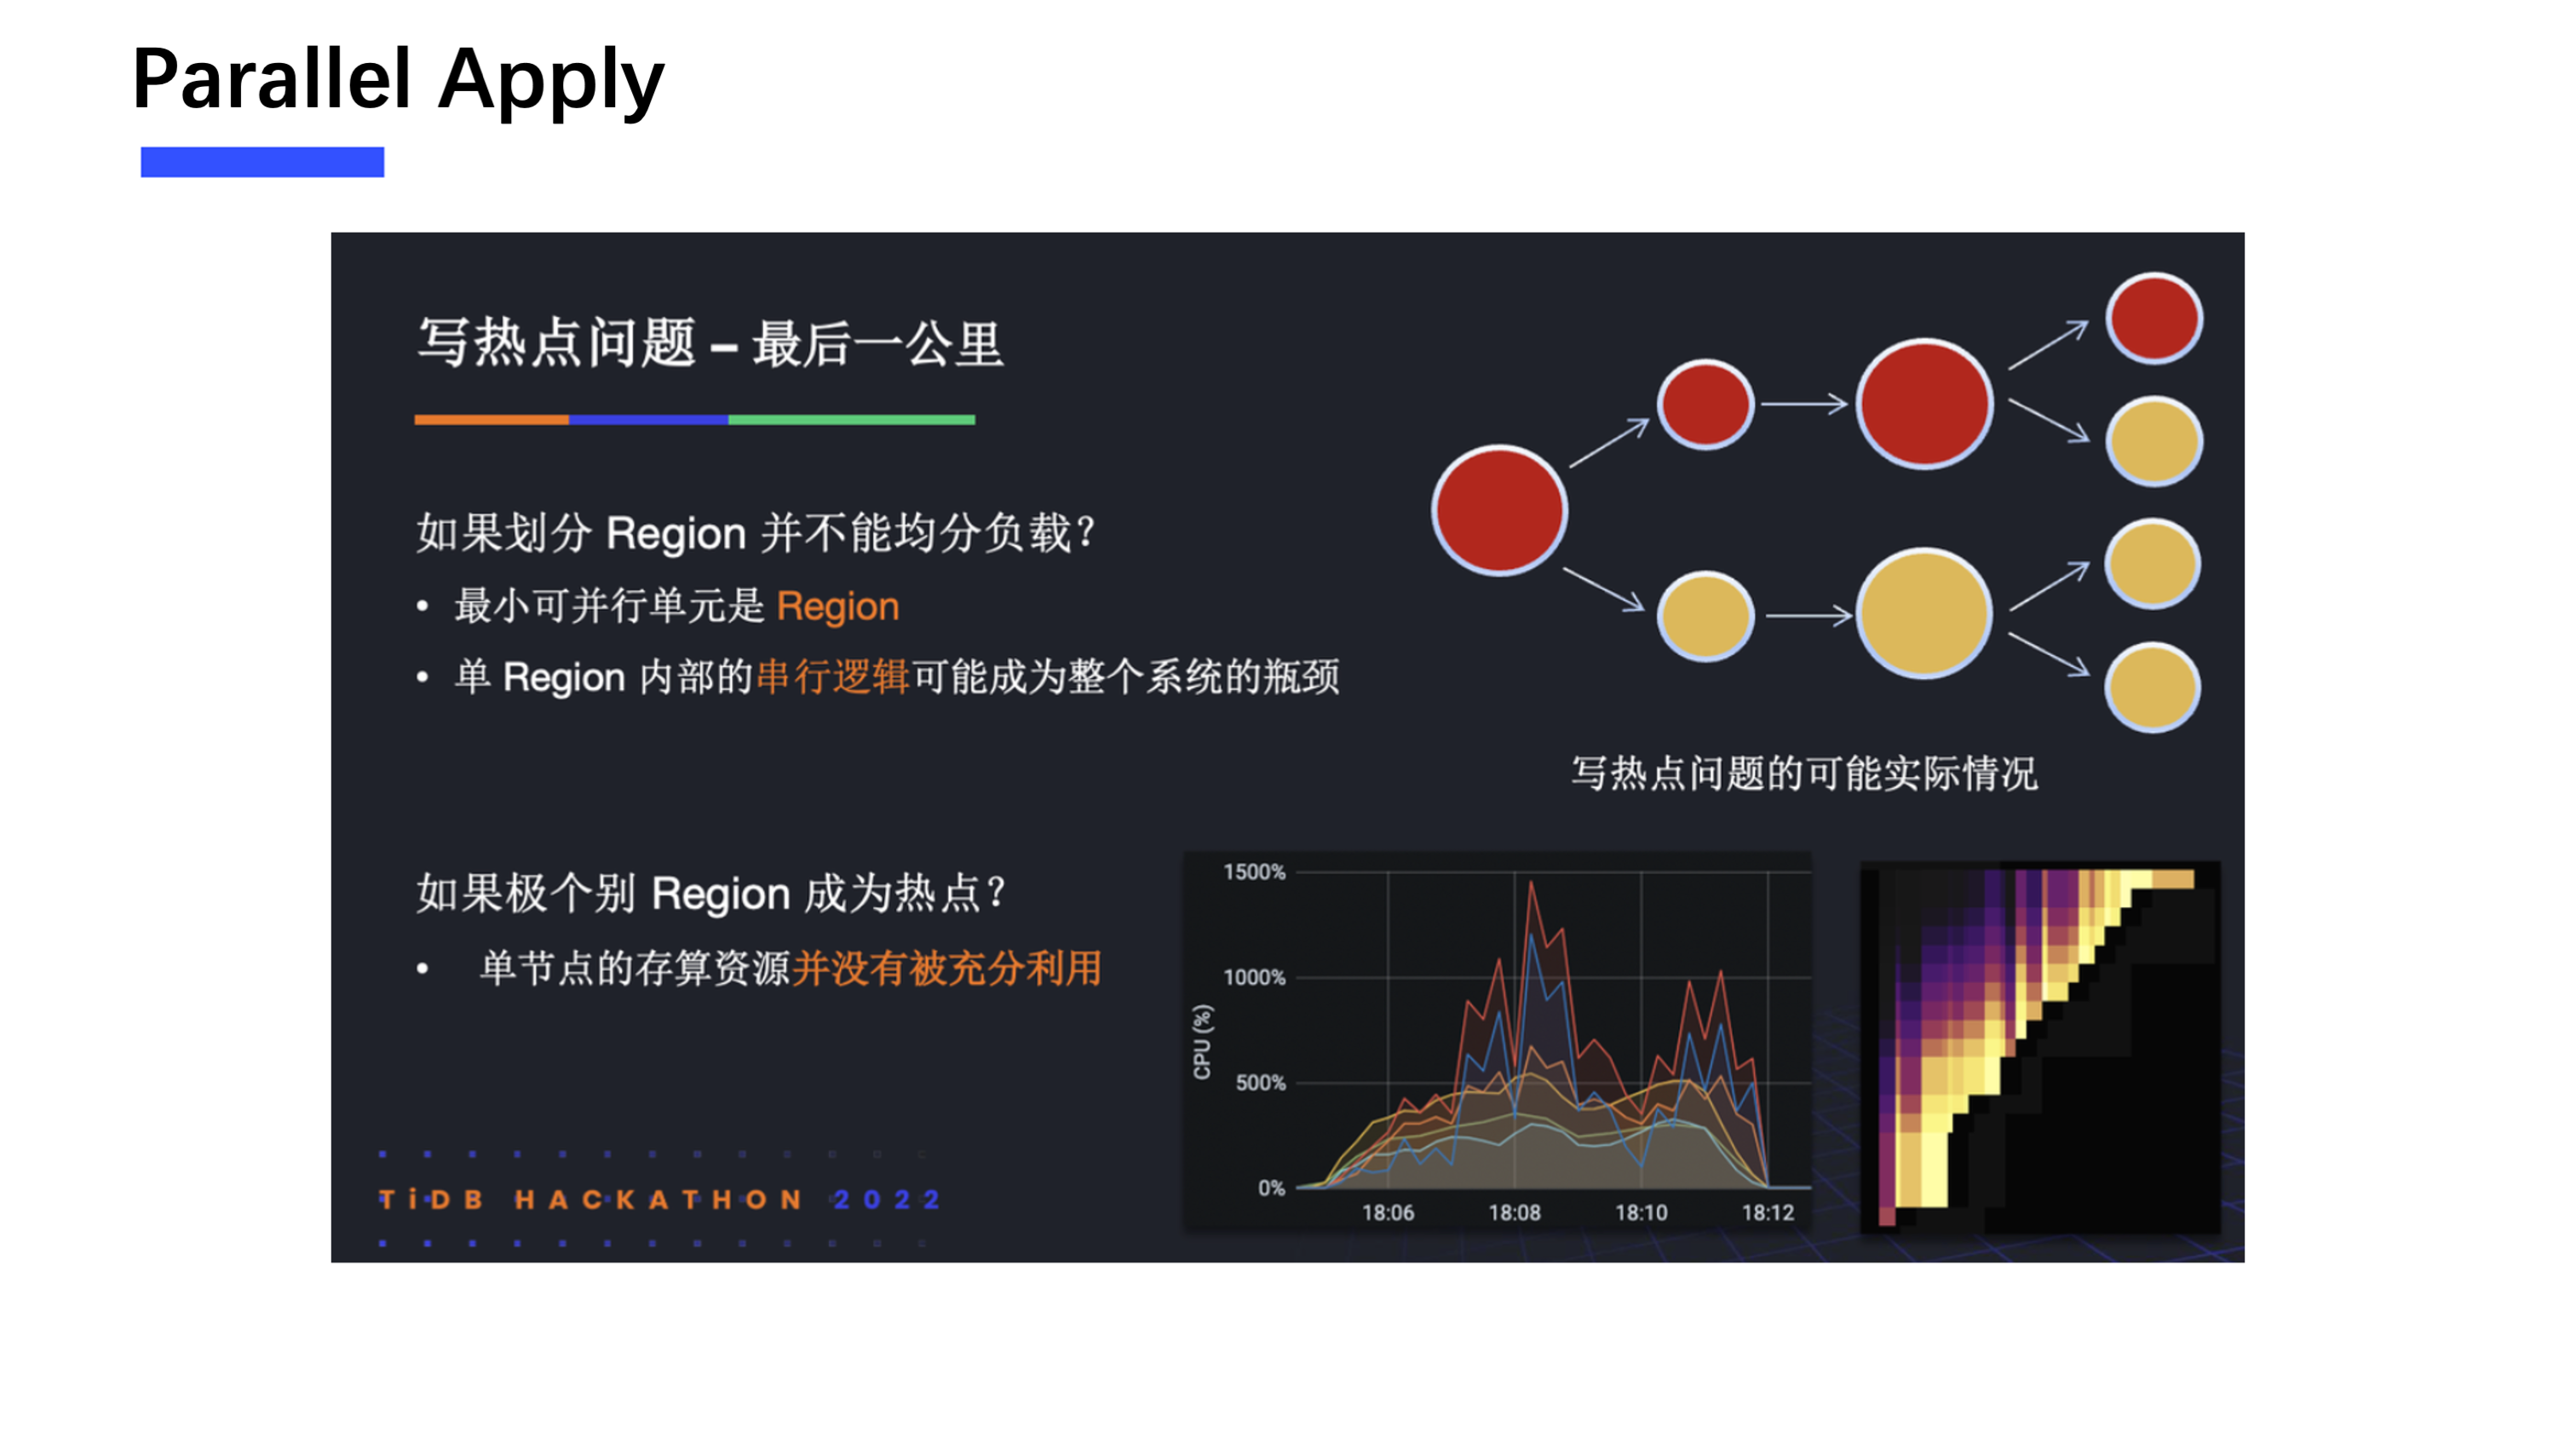 Parallel Apply
写热点问题 – 最后一公里
如果划分 Region 并不能均分负载？
• 最小可并行单元是 Region
• 单 Region 内部的串行逻辑可能成为整个系统的瓶颈
写热点问题的可能实际情况
如果极个别 Region 成为热点？
• 单节点的存算资源并没有被充分利用
CPU (%)
1500%
1000%
500%
0%
18:06 18:08 18:10 18:12
TiDB HACKATHON 2022